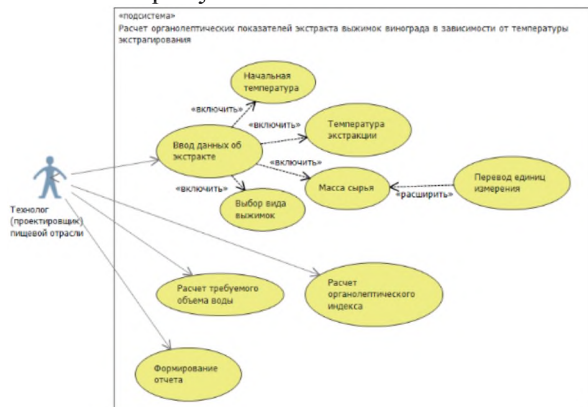 «подсистема»
Расчет органолептических показателей экстракта выжимок винограда в зависимости от температуры
экстрагирования
Начальная
температура
«включить»
«включить»
Температура
экстракции
Ввод данных об
экстракте
«включить»
«включить»
Масса сырья
«расширить»
Перевод единиц
измерения
Выбор вида
выжимок
Технолог
(проектировщик)
пищевой отрасли
Расчет требуемого
объема воды
Расчет
органолептического
индекса
Формирование
отчета